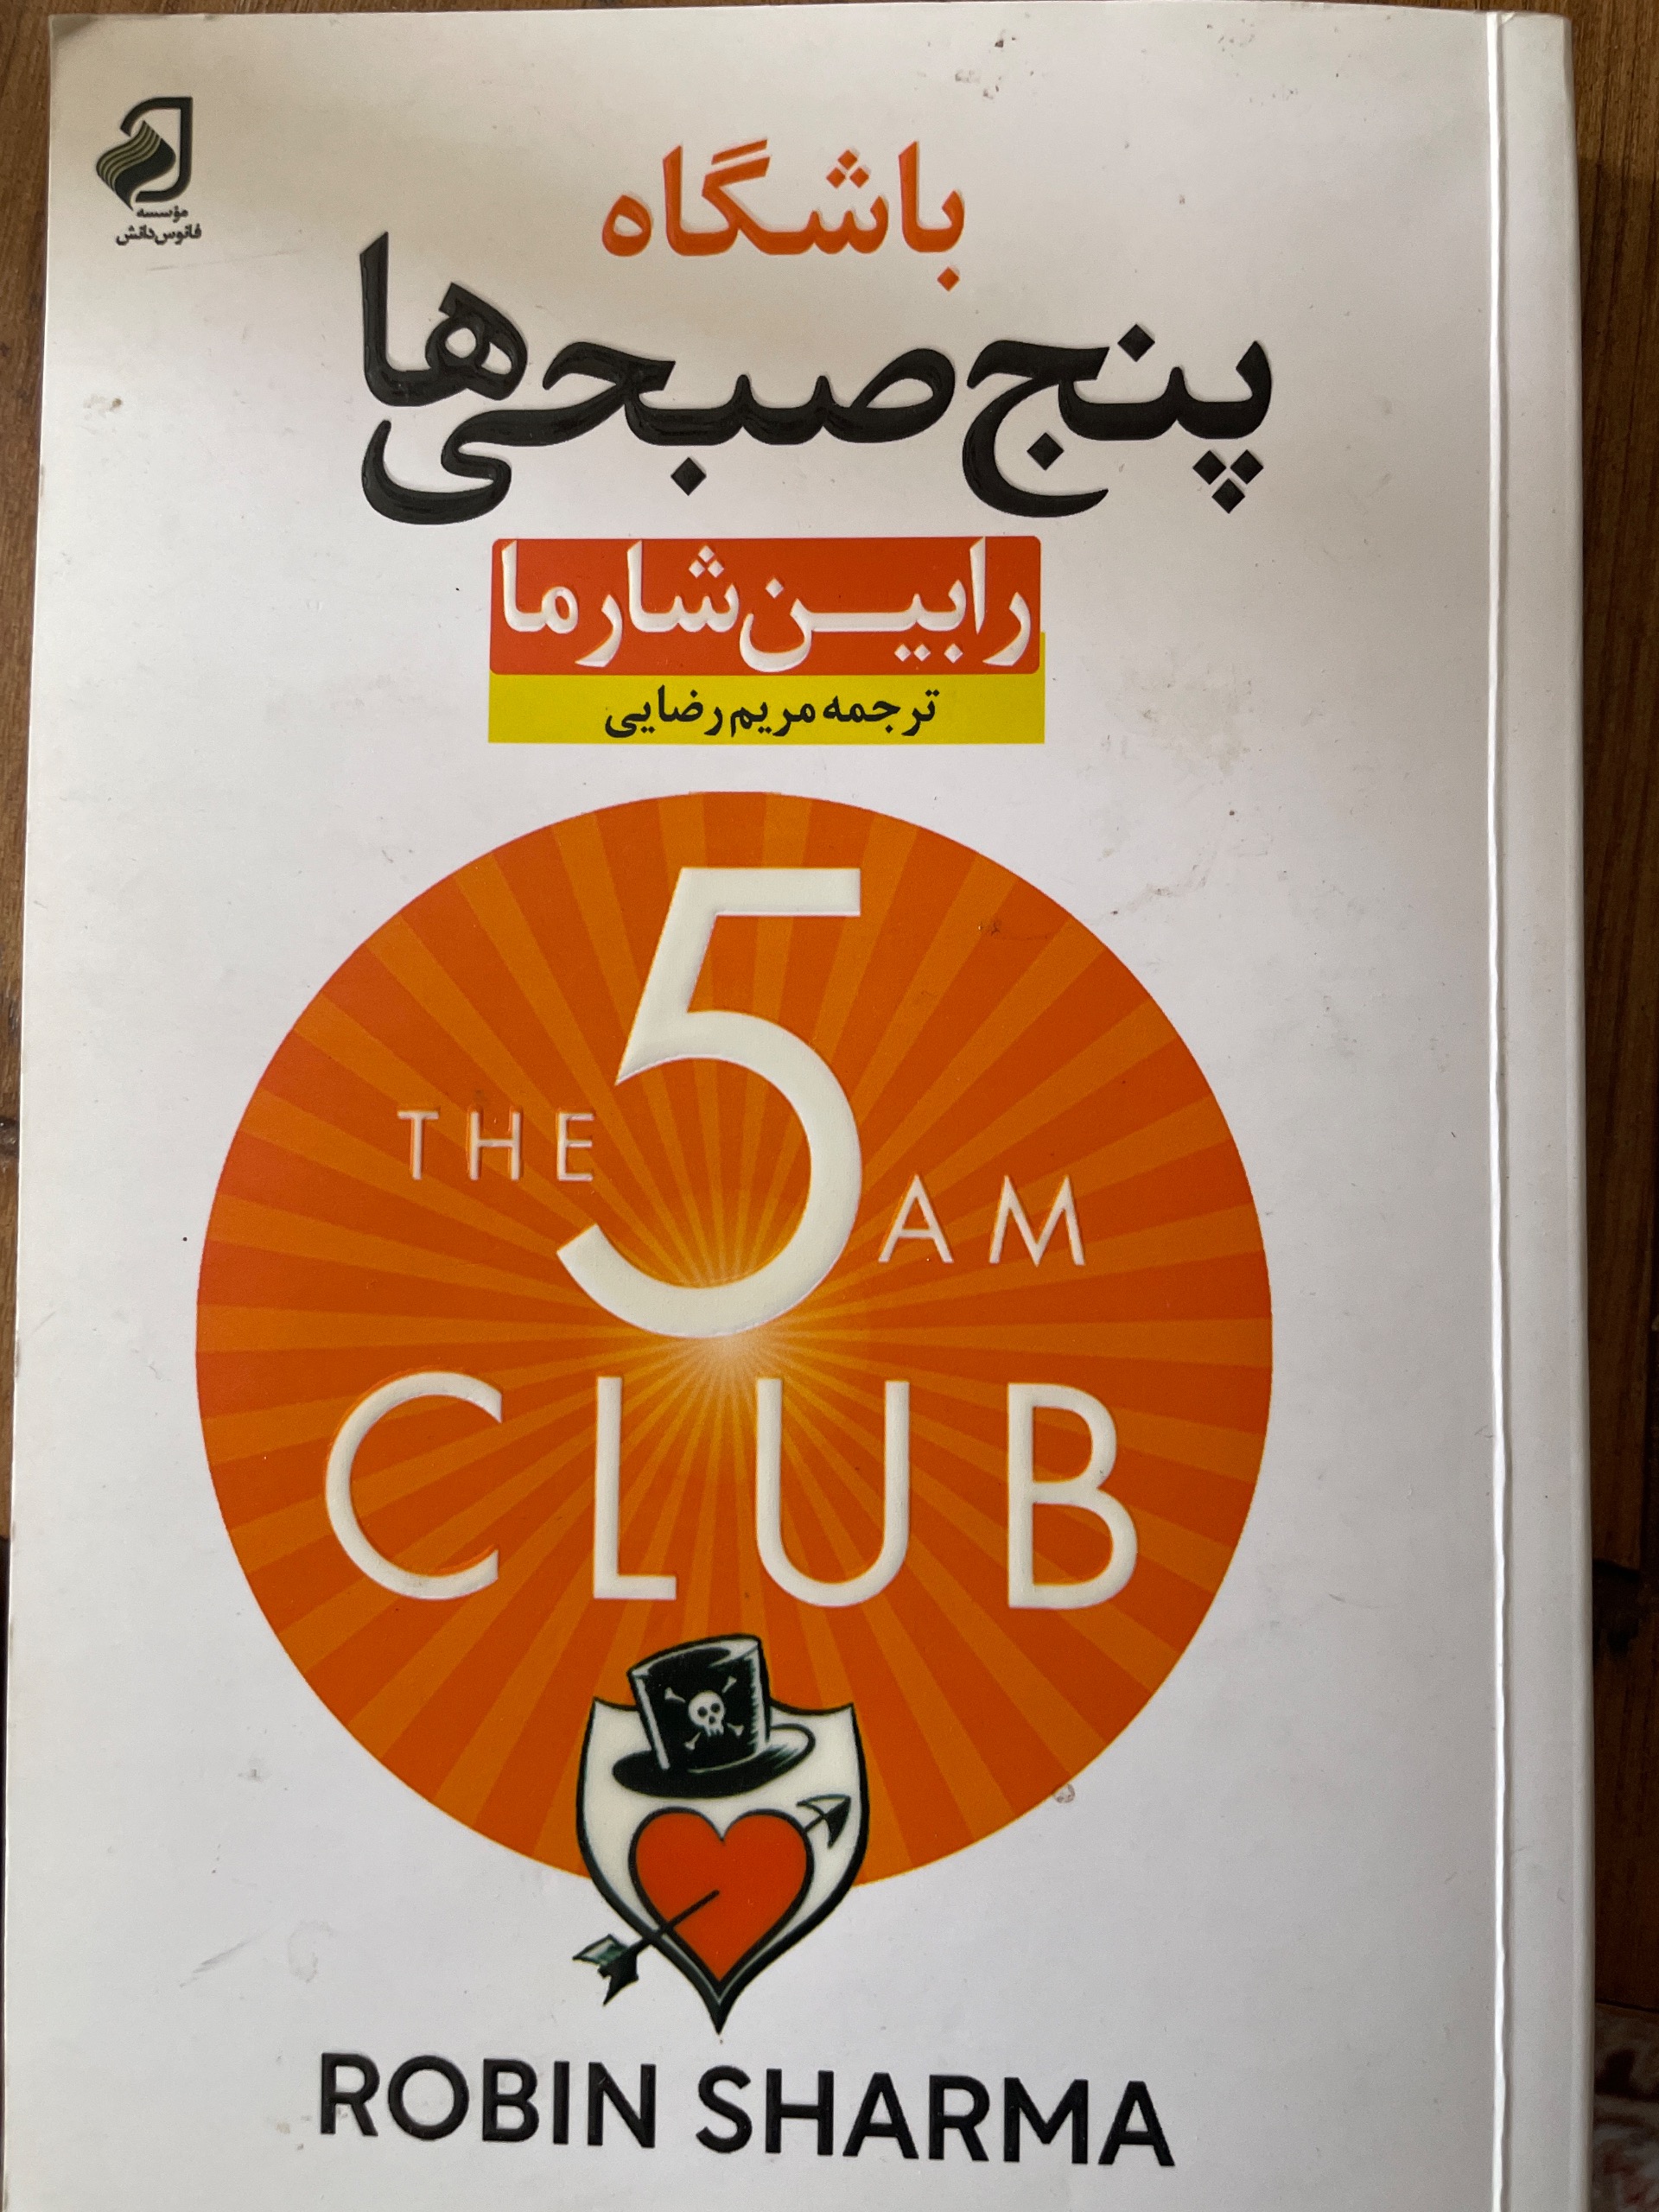 مؤسسه
فانوس دانش
باشگاه
پنج صبحی‌ها
رابین شارما
ترجمه مریم رضایی
THE 5 AM
CLUB
ROBIN SHARMA